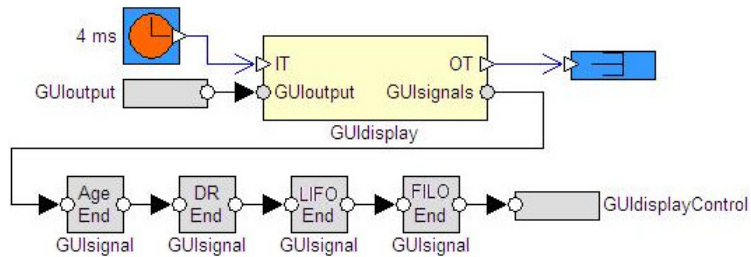 4 ms
IT
OT
GUIoutput
GUIoutput
GUIsignals
GUIdisplay
Age
End
DR
End
LIFO
End
FILO
End
GUIdisplayControl
GUIsignal
GUIsignal
GUIsignal
GUIsignal